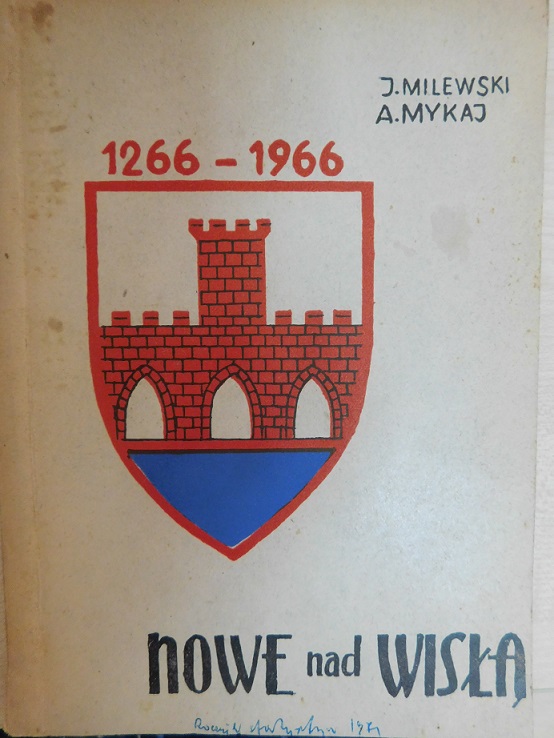 J. MILEWSKI
A. MYKAJ
1266 - 1966
NOWE nad WISŁĄ